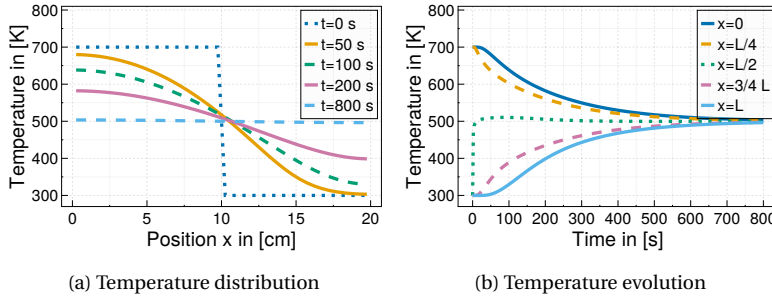 Temperature in [K]
700
600
500
400
300
0
5
10
15
20
Position x in [cm]
t=0 s
t=50 s
t=100 s
t=200 s
t=800 s
(a) Temperature distribution
Temperature in [K]
700
600
500
400
300
0
100
200
300
400
500
600
700
800
Time in [s]
x=0
x=L/4
x=L/2
x=3/4 L
x=L
(b) Temperature evolution